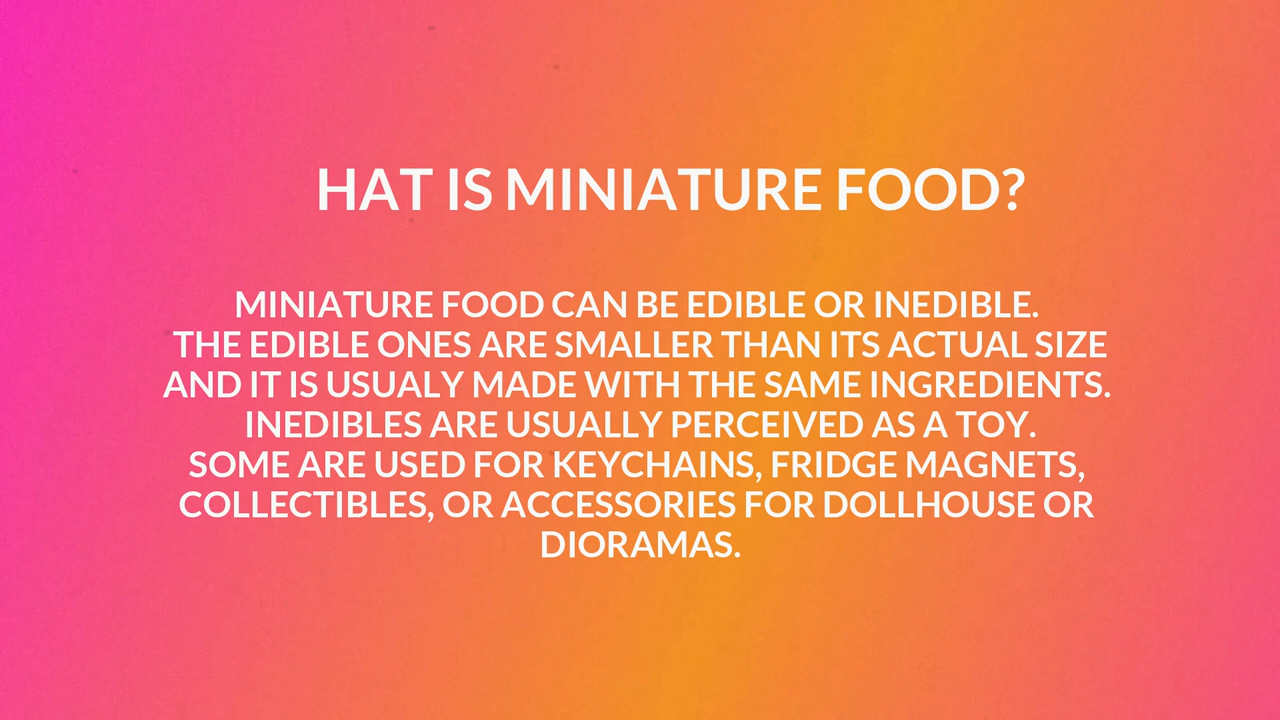 HAT IS MINIATURE FOOD?
MINIATURE FOOD CAN BE EDIBLE OR INEDIBLE.
THE EDIBLE ONES ARE SMALLER THAN ITS ACTUAL SIZE
AND IT IS USUALY MADE WITH THE SAME INGREDIENTS.
INEDIBLES ARE USUALLY PERCEIVED AS A TOY.
SOME ARE USED FOR KEYCHAINS, FRIDGE MAGNETS,
COLLECTIBLES, OR ACCESSORIES FOR DOLLHOUSE OR
DIORAMAS.